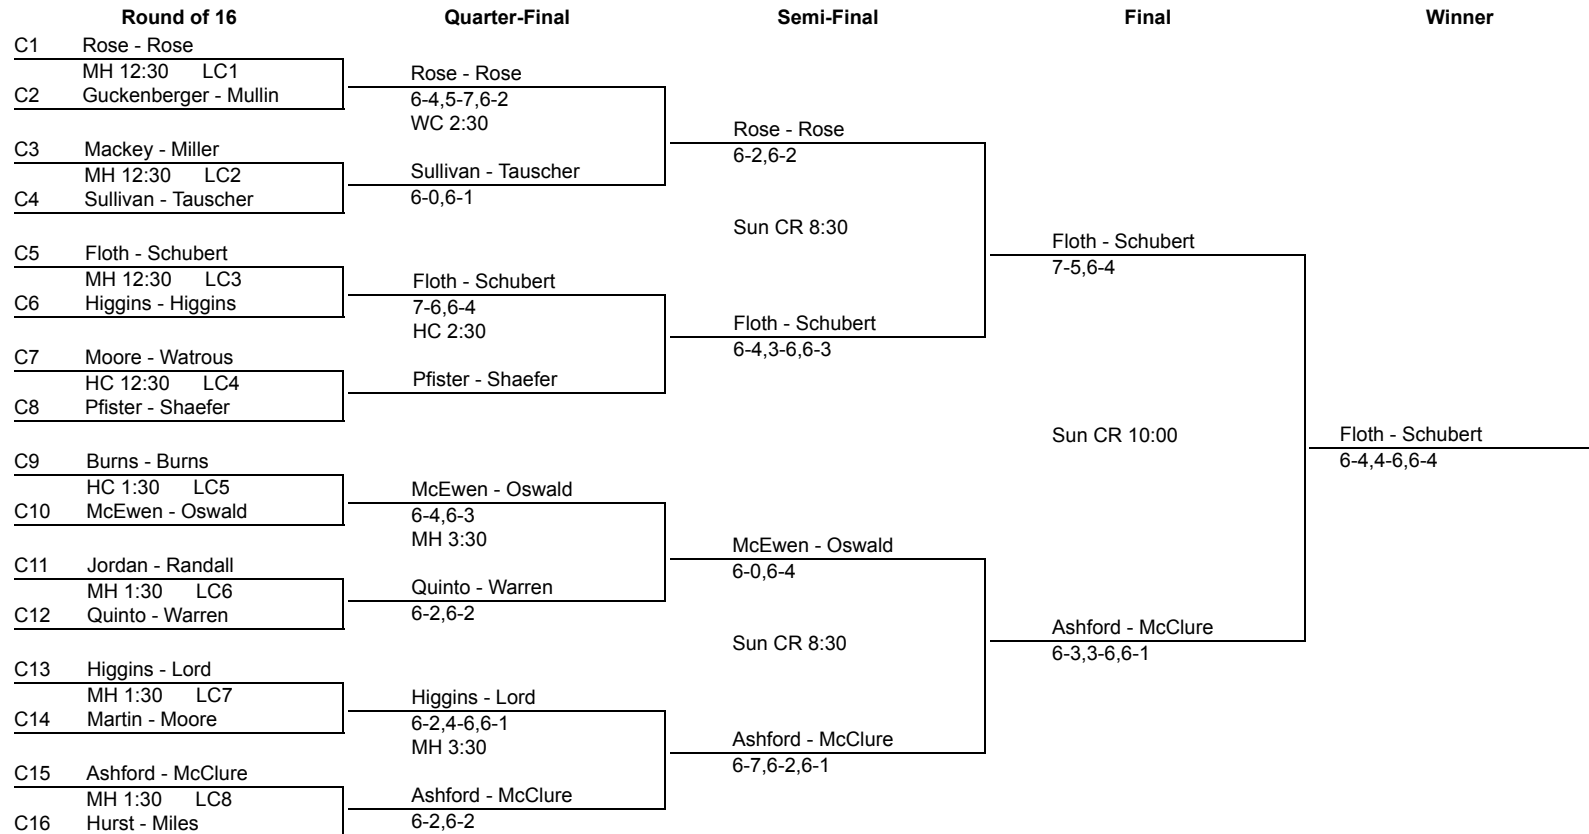 Round of 16 Quarter-Final Semi-Final Final Winner
C1 Rose - Rose
MH 12:30 LC1
C2 Guckenberger - Mullin
C3 Mackey - Miller
MH 12:30 LC2
C4 Sullivan - Tauscher
C5 Floth - Schubert
MH 12:30 LC3
C6 Higgins - Higgins
C7 Moore - Watrous
HC 12:30 LC4
C8 Pfister - Shaefer
C9 Burns - Burns
HC 1:30 LC5
C10 McEwen - Oswald
C11 Jordan - Randall
MH 1:30 LC6
C12 Quinto - Warren
C13 Higgins - Lord
MH 1:30 LC7
C14 Martin - Moore
C15 Ashford - McClure
MH 1:30 LC8
C16 Hurst - Miles
Rose - Rose
6-4,5-7,6-2
WC 2:30
Sullivan - Tauscher
6-0,6-1
Floth - Schubert
7-6,6-4
HC 2:30
Pfister - Shaefer
McEwen - Oswald
6-4,6-3
MH 3:30
Quinto - Warren
6-2,6-2
Higgins - Lord
6-2,4-6,6-1
MH 3:30
Ashford - McClure
6-2,6-2
Rose - Rose
6-2,6-2
Sun CR 8:30
Floth - Schubert
6-4,3-6,6-3
McEwen - Oswald
6-0,6-4
Sun CR 8:30
Ashford - McClure
6-7,6-2,6-1
Floth - Schubert
7-5,6-4
Sun CR 10:00
Ashford - McClure
6-3,3-6,6-1
Floth - Schubert
6-4,4-6,6-4